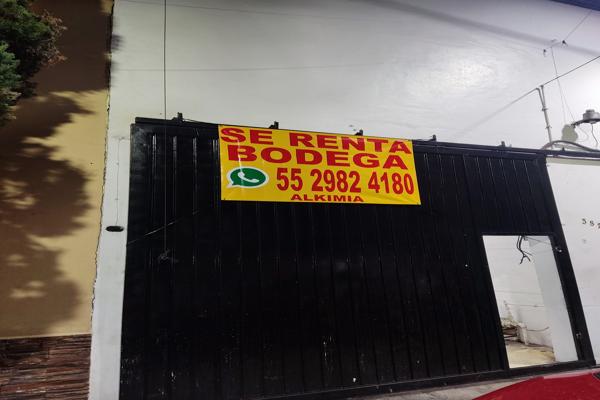 SE RENTA
BODEGA
55 2982 4180
ALKIMIA